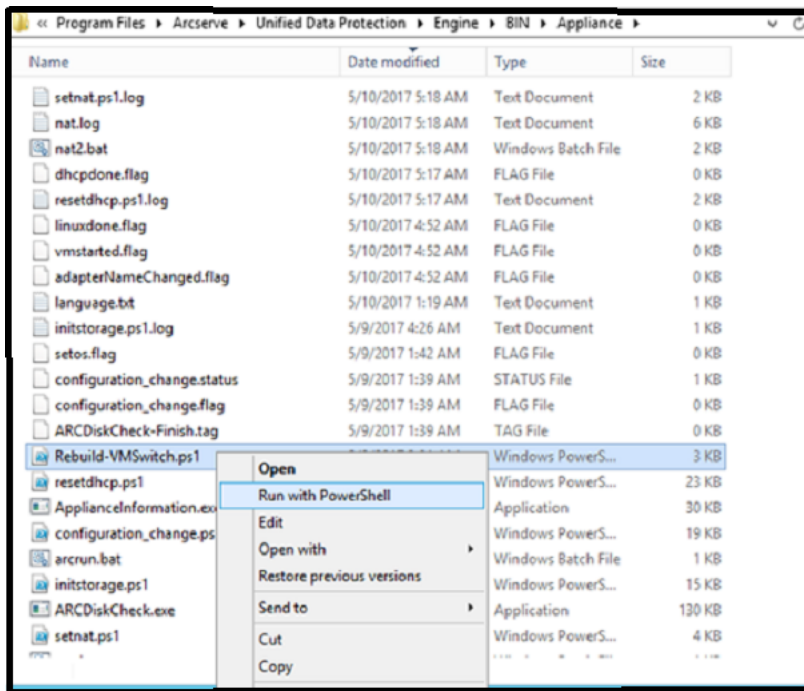 « Program Files ▸ Arcserve ▸ Unified Data Protection ▸ Engine ▸ BIN ▸ Appliance ▸
Name Date modified Type Size
setnat.ps1.log 5/10/2017 5:18 AM Text Document 2 KB
nat.log 5/10/2017 5:18 AM Text Document 6 KB
nat2.bat 5/10/2017 5:18 AM Windows Batch File 2 KB
dhcpdone.flag 5/10/2017 5:17 AM FLAG File 0 KB
resetdhcp.ps1.log 5/10/2017 5:17 AM Text Document 2 KB
linuxdone.flag 5/10/2017 4:52 AM FLAG File 0 KB
vmstarted.flag 5/10/2017 4:52 AM FLAG File 0 KB
adapterNameChanged.flag 5/10/2017 4:52 AM FLAG File 0 KB
language.txt 5/10/2017 1:19 AM Text Document 1 KB
initstorage.ps1.log 5/9/2017 4:26 AM Text Document 1 KB
setos.flag 5/9/2017 1:42 AM FLAG File 0 KB
configuration_change.status 5/9/2017 1:39 AM STATUS File 1 KB
configuration_change.flag 5/9/2017 1:39 AM FLAG File 0 KB
ARCDiskCheck-Finish.tag 5/9/2017 1:39 AM TAG File 0 KB
Rebuild-VMSwitch.ps1 Windows PowerS... 3 KB
Open
resetdhcp.ps1 Windows PowerS... 23 KB
Run with PowerShell
ApplianceInformation.ex Application 30 KB
Edit
configuration_change.ps Windows PowerS... 19 KB
Open with
arcrun.bat Windows Batch File 1 KB
Restore previous versions
initstorage.ps1 Windows PowerS... 15 KB
Send to
ARCDiskCheck.exe Application 130 KB
Cut
setnat.ps1 Windows PowerS... 4 KB
Copy